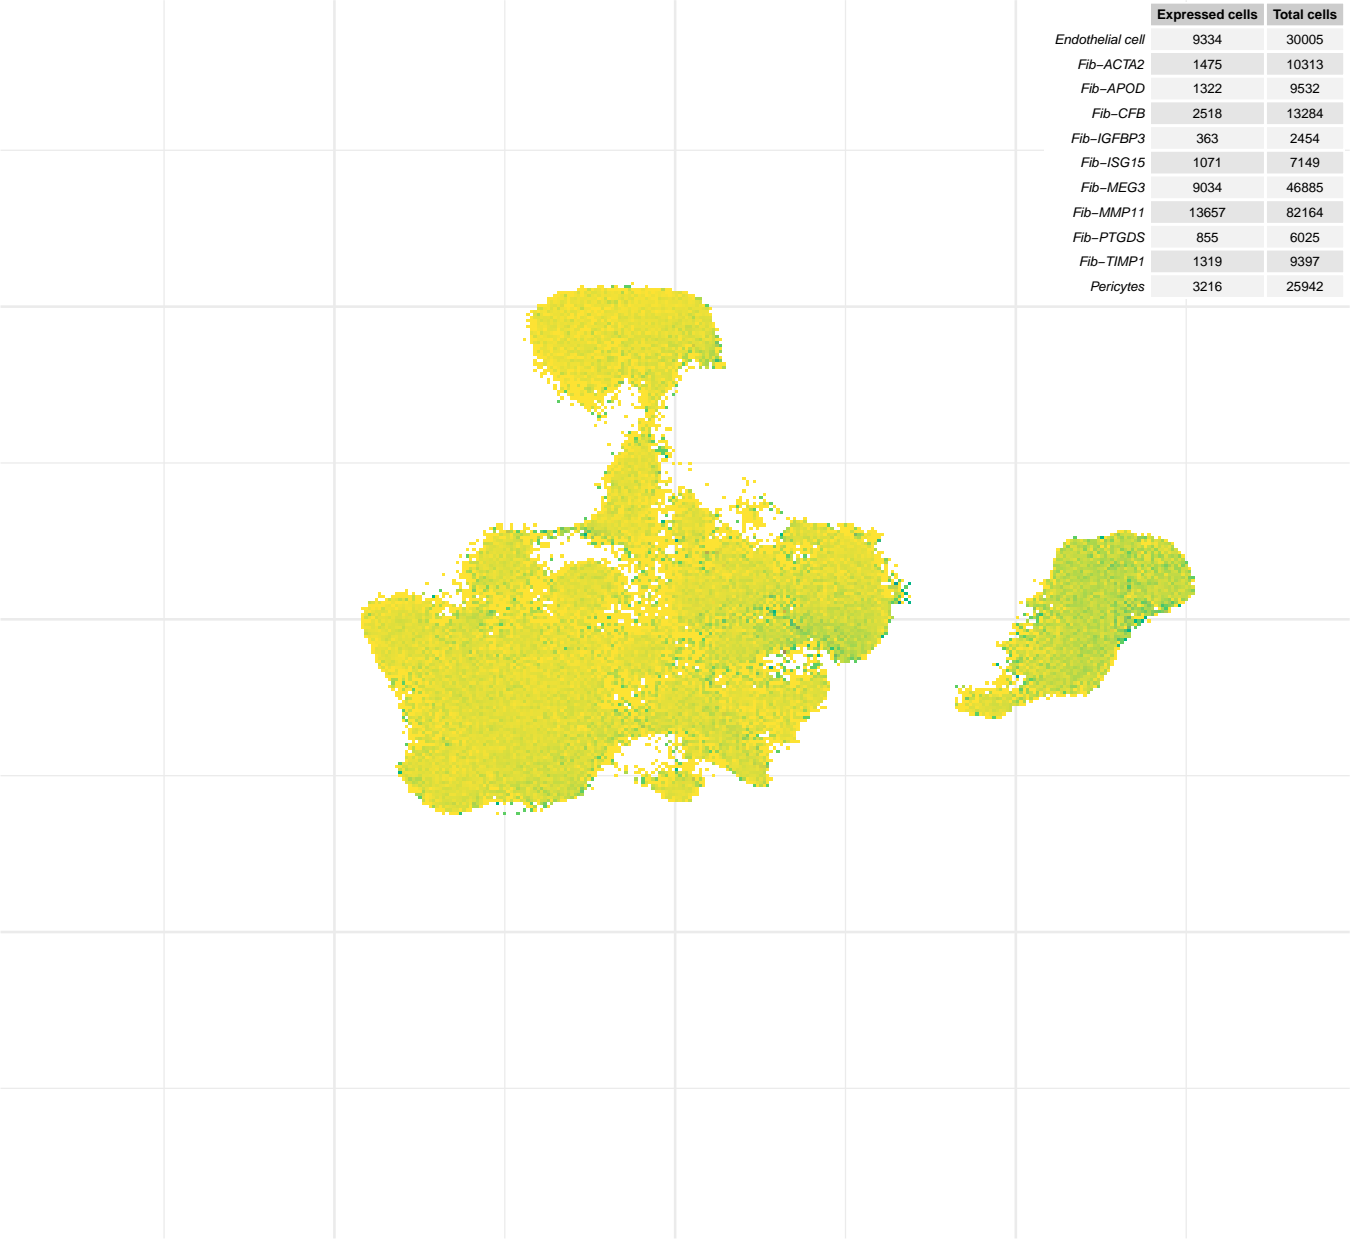 Expressed cells Total cells
Endothelial cell 9334 30005
Fib−ACTA2 1475 10313
Fib−APOD 1322 9532
Fib−CFB 2518 13284
Fib−IGFBP3 363 2454
Fib−ISG15 1071 7149
Fib−MEG3 9034 46885
Fib−MMP11 13657 82164
Fib−PTGDS 855 6025
Fib−TIMP1 1319 9397
Pericytes 3216 25942